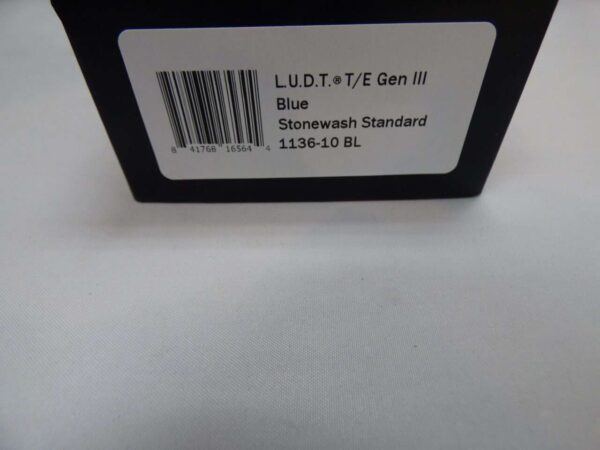 L.U.D.T.® T/E Gen III
Blue
Stonewash Standard
1136-10 BL
8 41768 16564 4